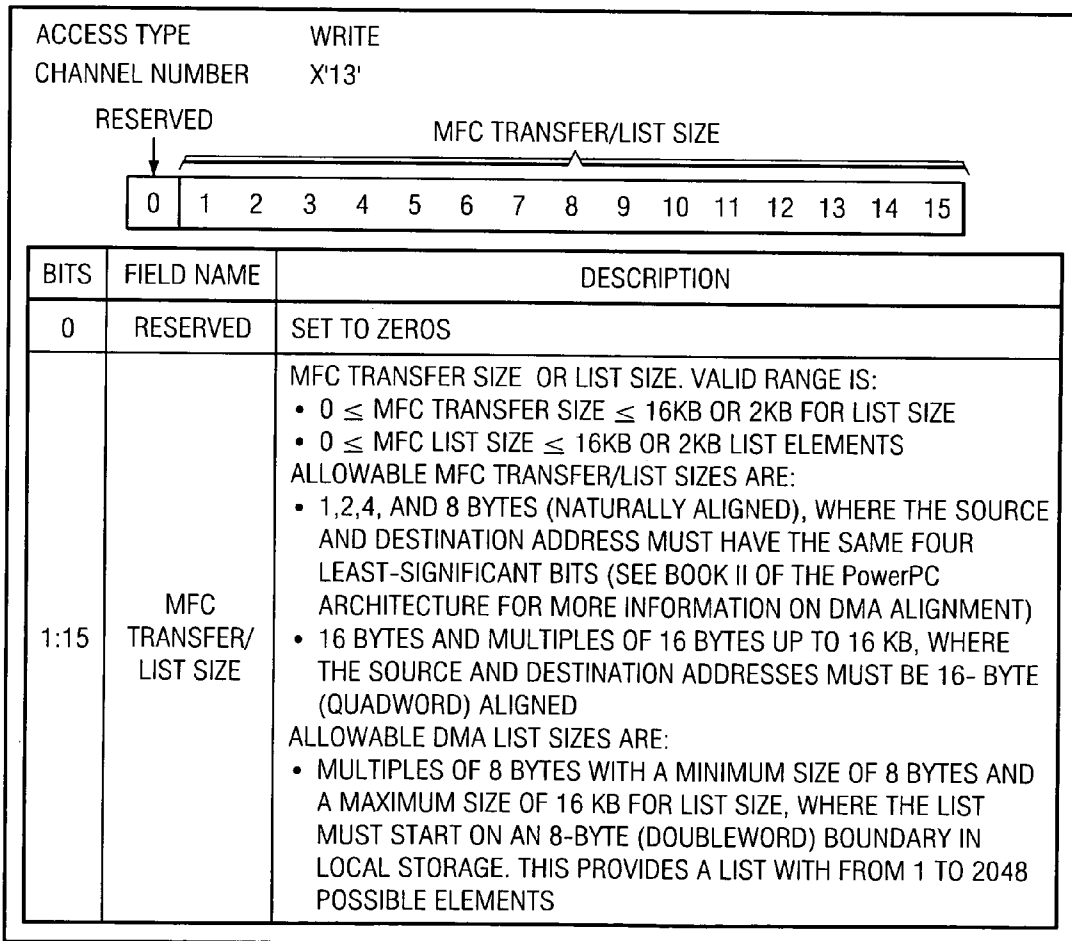 ACCESS TYPE WRITE
CHANNEL NUMBER X'13'
RESERVED
MFC TRANSFER/LIST SIZE
0 1 2 3 4 5 6 7 8 9 10 11 12 13 14 15
BITS FIELD NAME DESCRIPTION
0 RESERVED SET TO ZEROS
1:15 MFC TRANSFER/ LIST SIZE
MFC TRANSFER SIZE OR LIST SIZE. VALID RANGE IS:
• 0 ≤ MFC TRANSFER SIZE ≤ 16KB OR 2KB FOR LIST SIZE
• 0 ≤ MFC LIST SIZE ≤ 16KB OR 2KB LIST ELEMENTS
ALLOWABLE MFC TRANSFER/LIST SIZES ARE:
• 1,2,4, AND 8 BYTES (NATURALLY ALIGNED), WHERE THE SOURCE
AND DESTINATION ADDRESS MUST HAVE THE SAME FOUR
LEAST-SIGNIFICANT BITS (SEE BOOK II OF THE PowerPC
ARCHITECTURE FOR MORE INFORMATION ON DMA ALIGNMENT)
• 16 BYTES AND MULTIPLES OF 16 BYTES UP TO 16 KB, WHERE
THE SOURCE AND DESTINATION ADDRESSES MUST BE 16- BYTE
(QUADWORD) ALIGNED
ALLOWABLE DMA LIST SIZES ARE:
• MULTIPLES OF 8 BYTES WITH A MINIMUM SIZE OF 8 BYTES AND
A MAXIMUM SIZE OF 16 KB FOR LIST SIZE, WHERE THE LIST
MUST START ON AN 8-BYTE (DOUBLEWORD) BOUNDARY IN
LOCAL STORAGE. THIS PROVIDES A LIST WITH FROM 1 TO 2048
POSSIBLE ELEMENTS